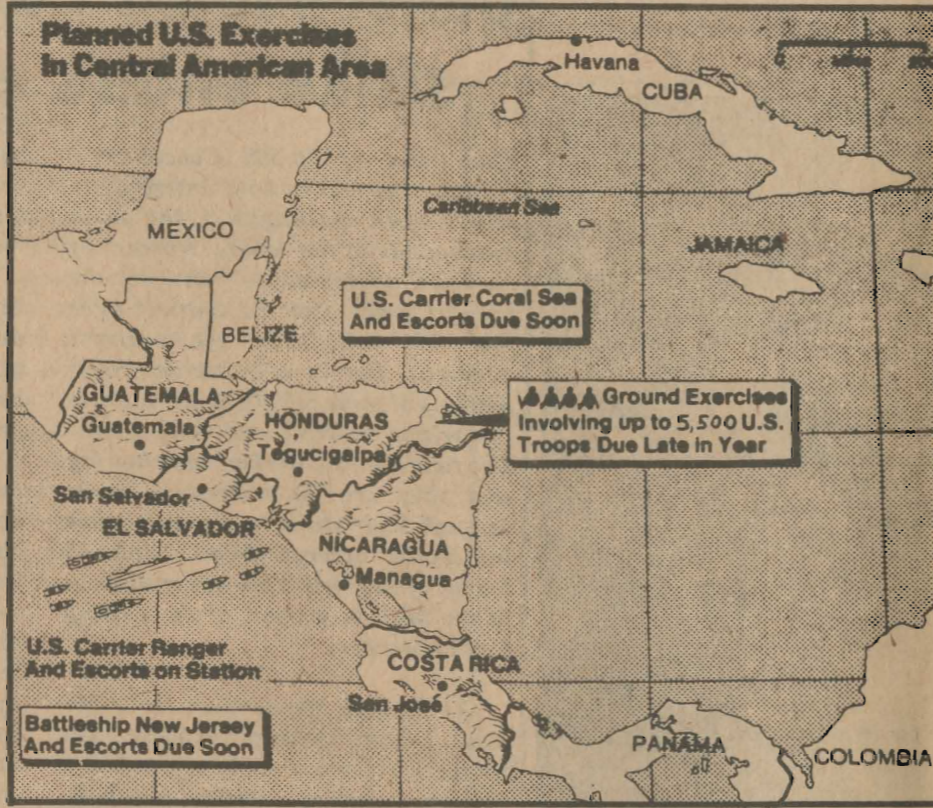 Planned U.S. Exercises
In Central American Area
Havana
CUBA
0 Miles 200
Caribbean Sea
MEXICO
JAMAICA
BELIZE
U.S. Carrier Coral Sea
And Escorts Due Soon
GUATEMALA
Guatemala
HONDURAS
Tegucigalpa
Ground Exercises
Involving up to 5,500 U.S.
Troops Due Late in Year
San Salvador
EL SALVADOR
NICARAGUA
Managua
U.S. Carrier Ranger
And Escorts on Station
COSTA RICA
San José
Battleship New Jersey
And Escorts Due Soon
PANAMA
COLOMBIA